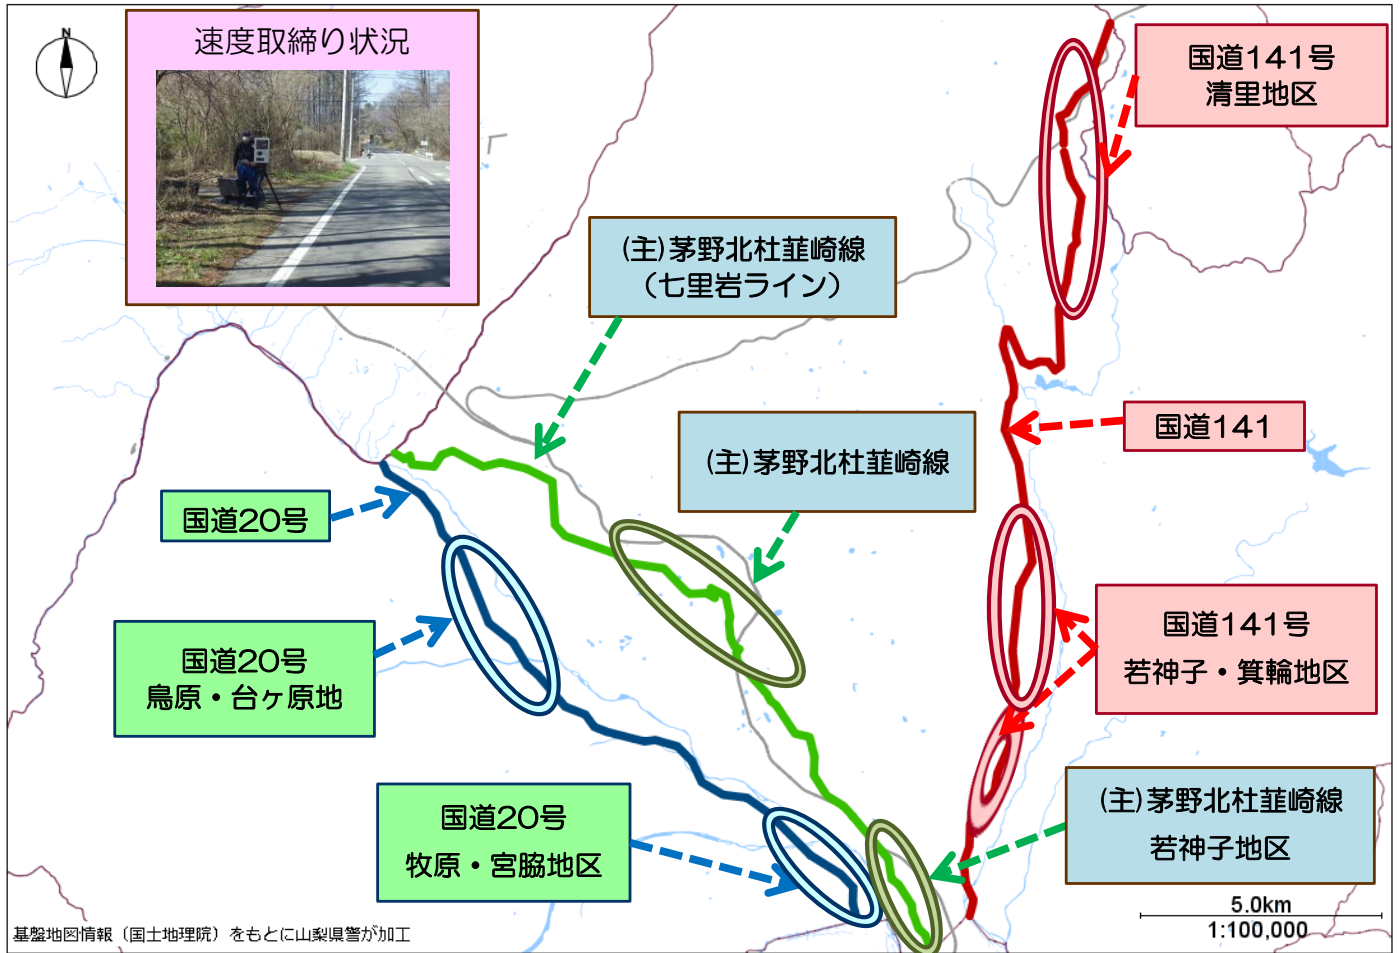 N
速度取締り状況
国道141号
清里地区
(主)茅野北杜韮崎線
（七里岩ライン）
国道141
(主)茅野北杜韮崎線
国道20号
国道141号
若神子・箕輪地区
国道20号
鳥原・台ヶ原地
(主)茅野北杜韮崎線
若神子地区
国道20号
牧原・宮脇地区
5.0km
1:100,000
基盤地図情報（国土地理院）をもとに山梨県警が加工